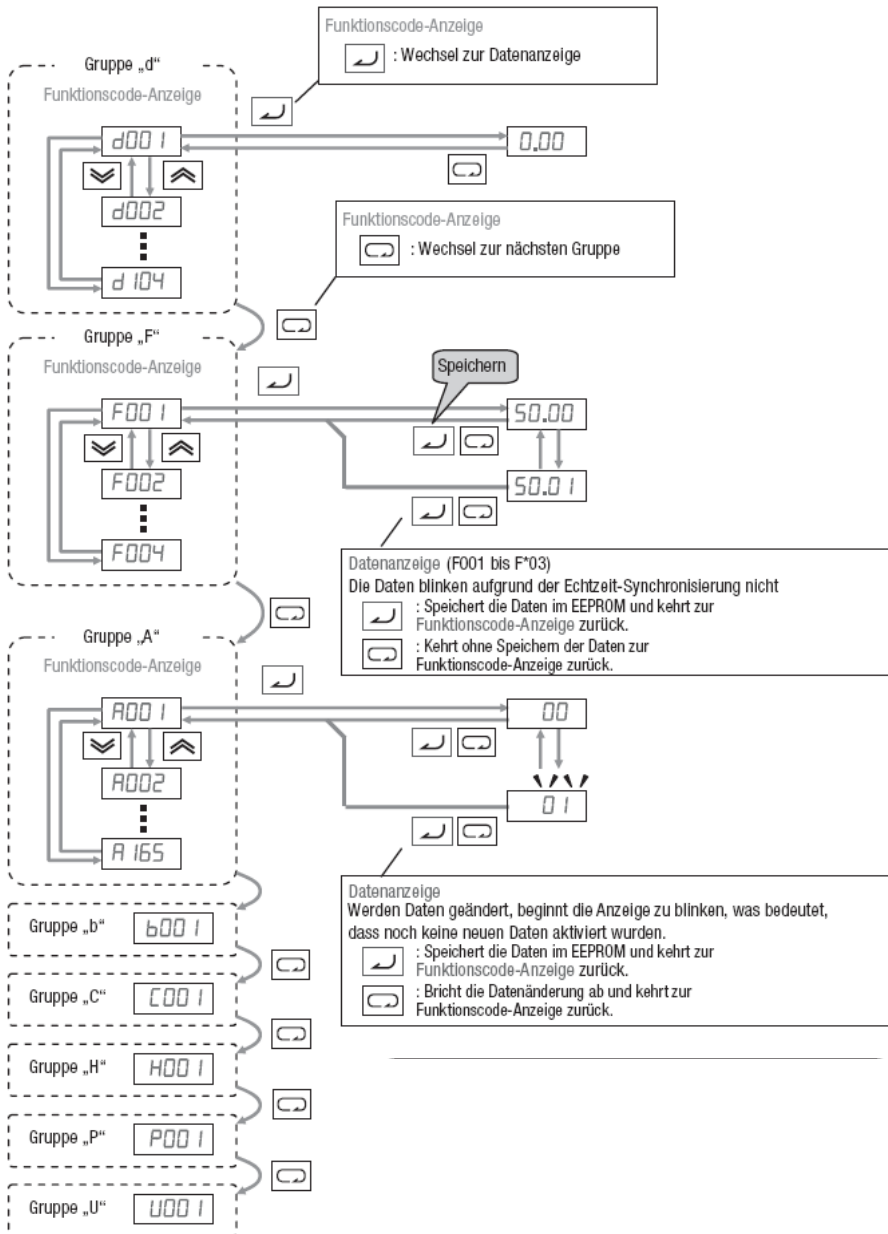 Funktionscode-Anzeige
: Wechsel zur Datenanzeige
Gruppe „d“
Funktionscode-Anzeige
d001
0.00
d002
d104
Funktionscode-Anzeige
: Wechsel zur nächsten Gruppe
Gruppe „F“
Funktionscode-Anzeige
Speichern
F001
50.00
F002
50.01
F004
Datenanzeige (F001 bis F*03)
Die Daten blinken aufgrund der Echtzeit-Synchronisierung nicht
: Speichert die Daten im EEPROM und kehrt zur
Funktionscode-Anzeige zurück.
: Kehrt ohne Speichern der Daten zur
Funktionscode-Anzeige zurück.
Gruppe „A“
Funktionscode-Anzeige
A001
00
A002
01
A165
Datenanzeige
Werden Daten geändert, beginnt die Anzeige zu blinken, was bedeutet,
dass noch keine neuen Daten aktiviert wurden.
: Speichert die Daten im EEPROM und kehrt zur
Funktionscode-Anzeige zurück.
: Bricht die Datenänderung ab und kehrt zur
Funktionscode-Anzeige zurück.
Gruppe „b“ b001
Gruppe „C“ C001
Gruppe „H“ H001
Gruppe „P“ P001
Gruppe „U“ U001